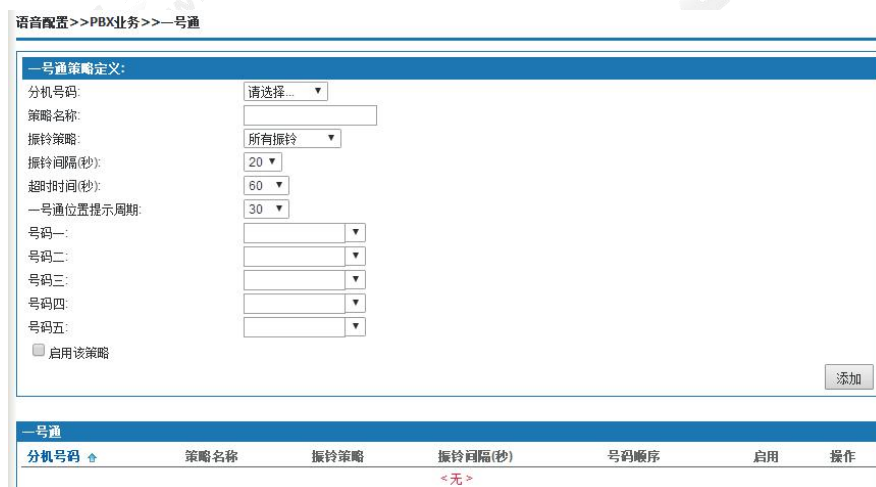 语音配置>>PBX业务>>一号通
一号通策略定义:
分机号码: 请选择...
策略名称:
振铃策略: 所有振铃
振铃间隔(秒): 20
超时时间(秒): 60
一号通位置提示周期: 30
号码一:
号码二:
号码三:
号码四:
号码五:
启用该策略
添加
一号通
分机号码 策略名称 振铃策略 振铃间隔(秒) 号码顺序 启用 操作
<无>